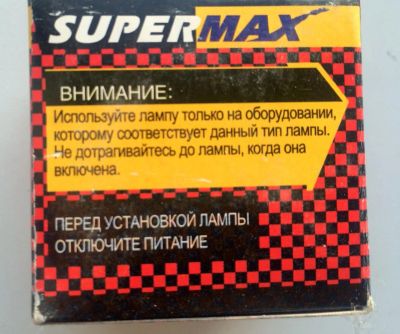 SUPERMAX
ВНИМАНИЕ:
Используйте лампу только на оборудовании,
которому соответствует данный тип лампы.
Не дотрагивайтесь до лампы, когда она
включена.
ПЕРЕД УСТАНОВКОЙ ЛАМПЫ
ОТКЛЮЧИТЕ ПИТАНИЕ